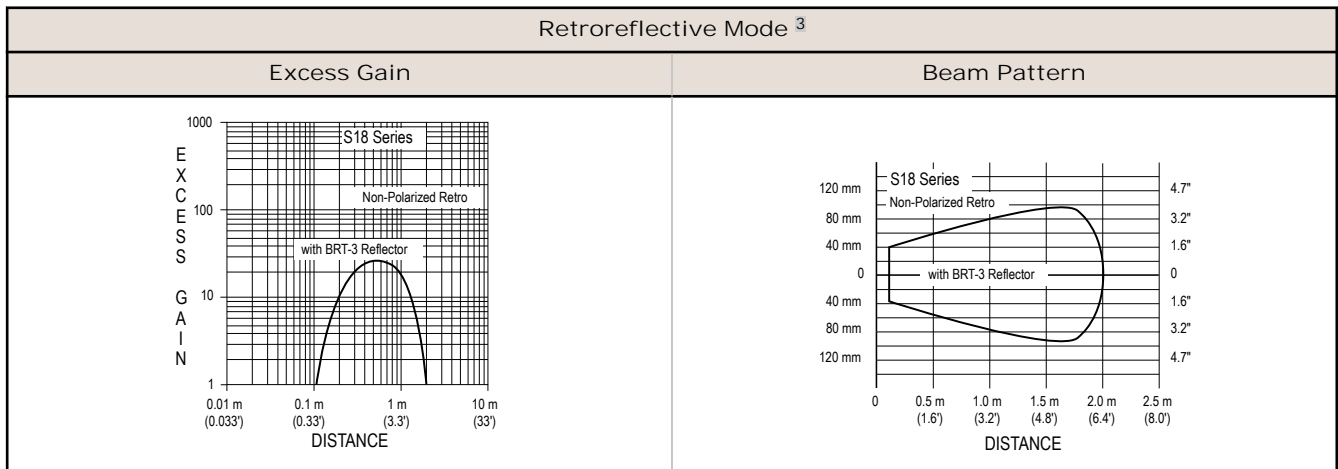 Retroreflective Mode 3
Excess Gain
Beam Pattern
1000
100
10
1
EXCESS GAIN
S18 Series
Non-Polarized Retro
with BRT-3 Reflector
0.01 m 0.1 m 1 m 10 m
(0.033') (0.33') (3.3') (33')
DISTANCE
120 mm
80 mm
40 mm
0
40 mm
80 mm
120 mm
S18 Series
Non-Polarized Retro
with BRT-3 Reflector
4.7"
3.2"
1.6"
0
1.6"
3.2"
4.7"
0 0.5 m 1.0 m 1.5 m 2.0 m 2.5 m
(1.6') (3.2') (4.8') (6.4') (8.0')
DISTANCE